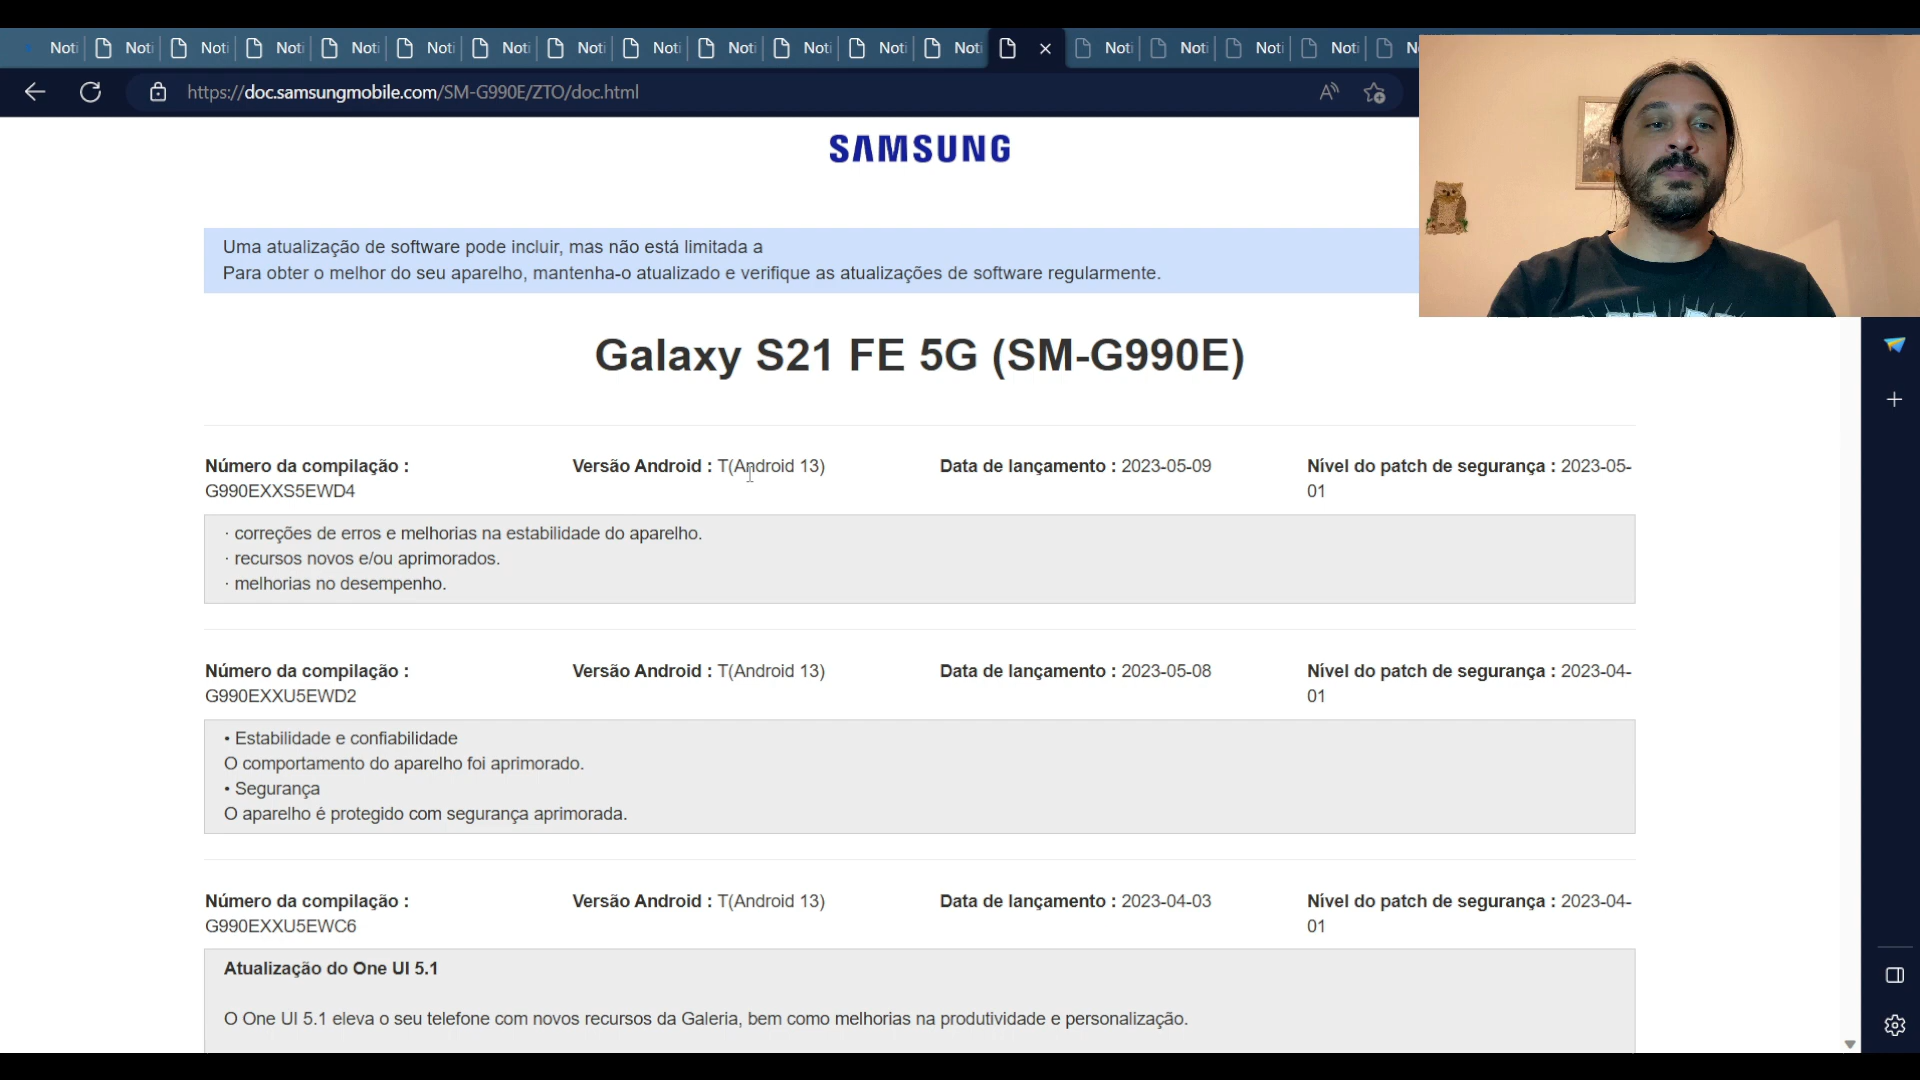 Noti Noti Noti Noti Noti Noti Noti Noti Noti Noti Noti Noti Noti Noti Noti Noti Noti
https://doc.samsungmobile.com/SM-G990E/ZTO/doc.html
SAMSUNG
Uma atualização de software pode incluir, mas não está limitada a
Para obter o melhor do seu aparelho, mantenha-o atualizado e verifique as atualizações de software regularmente.
Galaxy S21 FE 5G (SM-G990E)
Número da compilação : Versão Android : T(Android 13) Data de lançamento : 2023-05-09 Nível do patch de segurança : 2023-05-
G990EXXS5EWD4 01
· correções de erros e melhorias na estabilidade do aparelho.
· recursos novos e/ou aprimorados.
· melhorias no desempenho.
Número da compilação : Versão Android : T(Android 13) Data de lançamento : 2023-05-08 Nível do patch de segurança : 2023-04-
G990EXXU5EWD2 01
• Estabilidade e confiabilidade
O comportamento do aparelho foi aprimorado.
• Segurança
O aparelho é protegido com segurança aprimorada.
Número da compilação : Versão Android : T(Android 13) Data de lançamento : 2023-04-03 Nível do patch de segurança : 2023-04-
G990EXXU5EWC6 01
Atualização do One UI 5.1
O One UI 5.1 eleva o seu telefone com novos recursos da Galeria, bem como melhorias na produtividade e personalização.